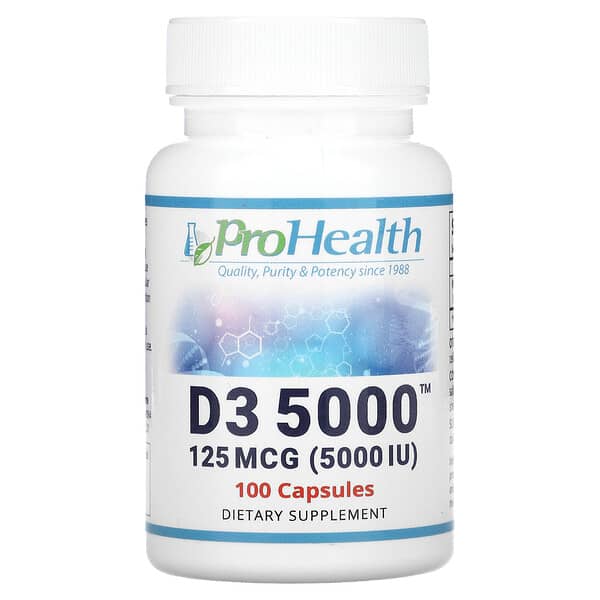 ProHealth
Quality, Purity & Potency since 1988
D3 5000™
125 MCG (5000 IU)
100 Capsules
DIETARY SUPPLEMENT